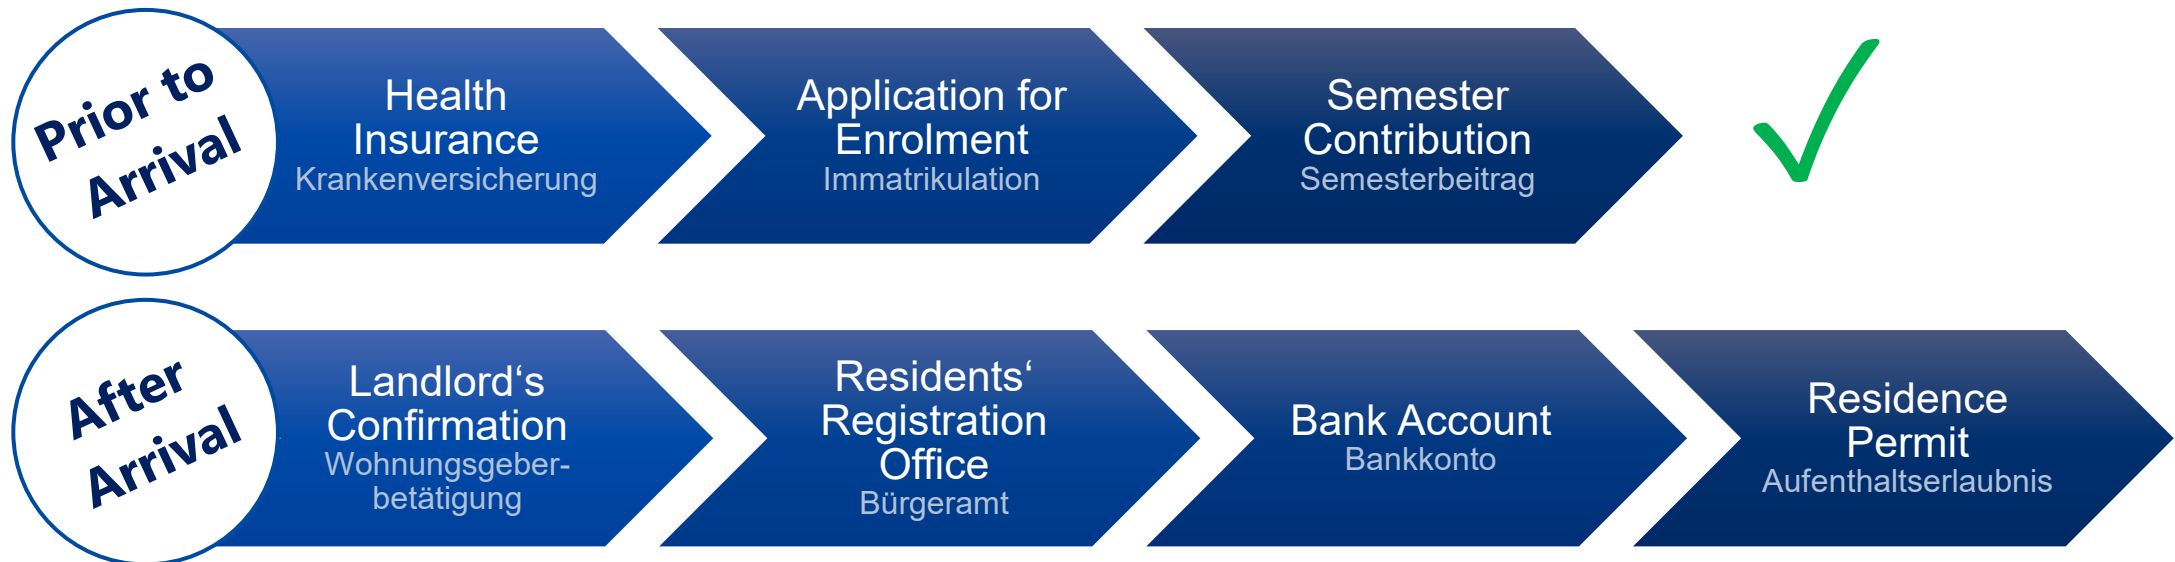 Prior to
Arrival
Health
Insurance
Krankenversicherung
Application for
Enrolment
Immatrikulation
Semester
Contribution
Semesterbeitrag
After
Arrival
Landlord‘s
Confirmation
Wohnungsgeber-
betätigung
Residents‘
Registration
Office
Bürgeramt
Bank Account
Bankkonto
Residence
Permit
Aufenthaltserlaubnis